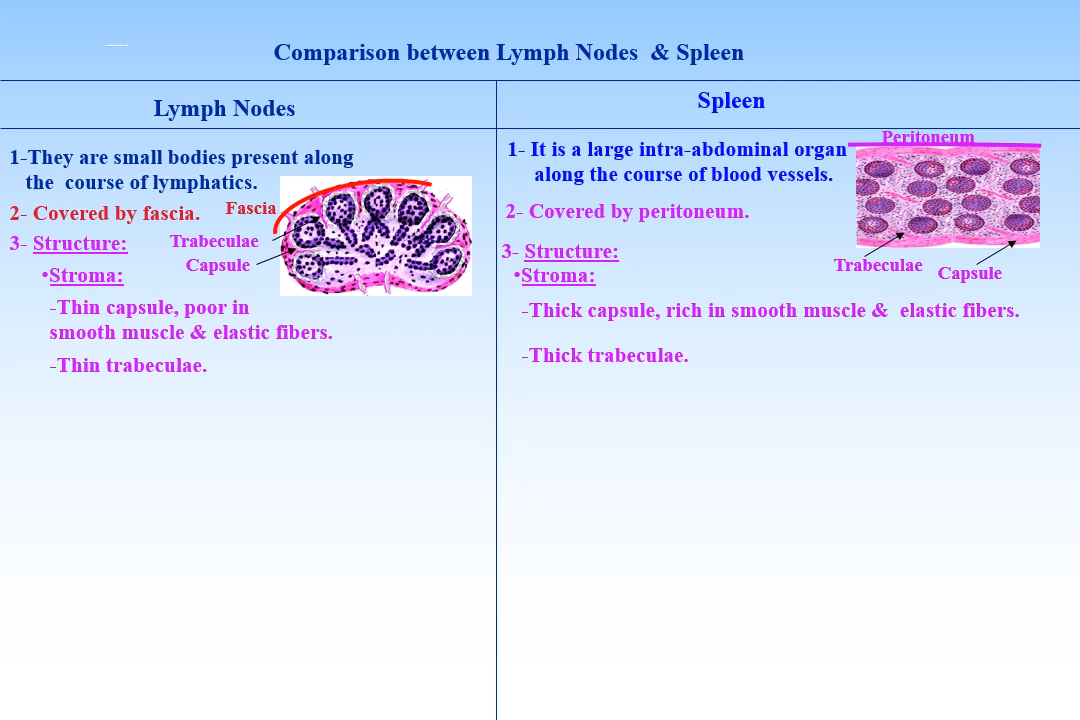 Comparison between Lymph Nodes & Spleen
Lymph Nodes
1-They are small bodies present along
the course of lymphatics.
2- Covered by fascia.
Fascia
3- Structure:
Trabeculae
Capsule
•Stroma:
-Thin capsule, poor in
smooth muscle & elastic fibers.
-Thin trabeculae.
Spleen
Peritoneum
1- It is a large intra-abdominal organ
along the course of blood vessels.
2- Covered by peritoneum.
3- Structure:
Trabeculae
Capsule
•Stroma:
-Thick capsule, rich in smooth muscle & elastic fibers.
-Thick trabeculae.